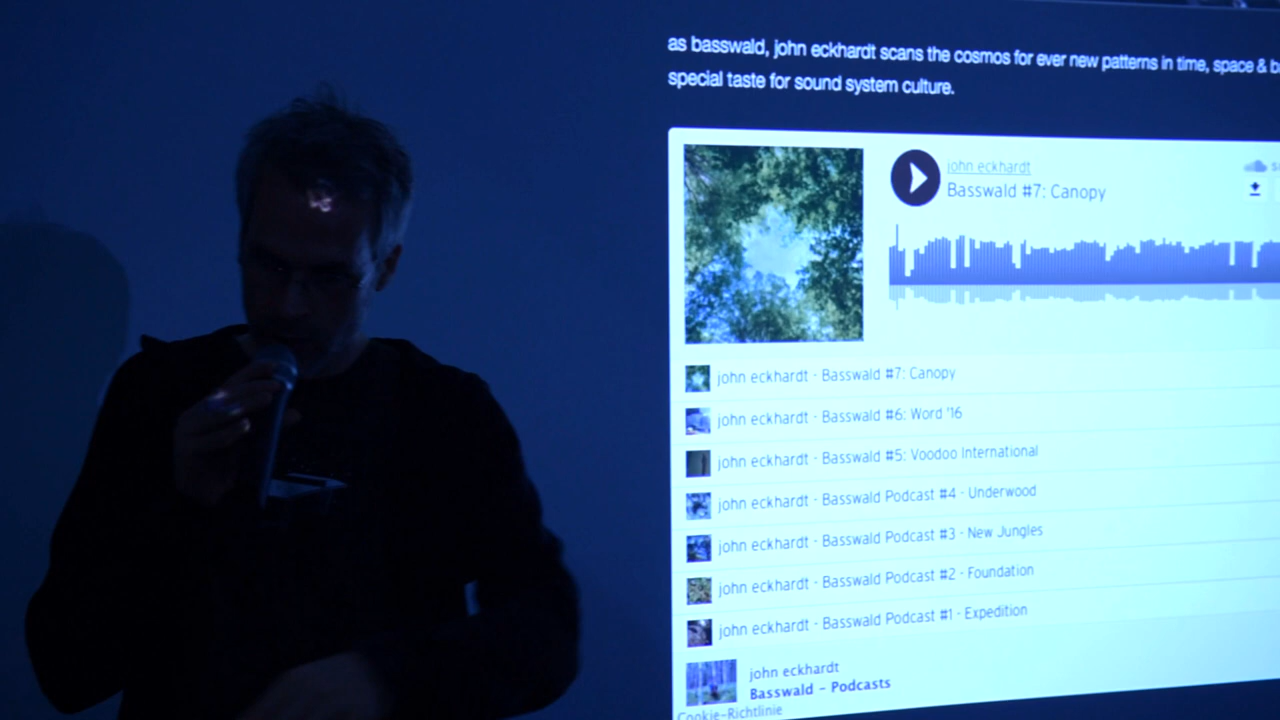 as basswald, john eckhardt scans the cosmos for ever new patterns in time, space &
special taste for sound system culture.
john eckhardt
Basswald #7: Canopy
john eckhardt - Basswald #7: Canopy
john eckhardt - Basswald #6: Word '16
john eckhardt - Basswald #5: Voodoo International
john eckhardt - Basswald Podcast #4 - Underwood
john eckhardt - Basswald Podcast #3 - New Jungles
john eckhardt - Basswald Podcast #2 - Foundation
john eckhardt - Basswald Podcast #1 - Expedition
john eckhardt
Basswald - Podcasts
Cookie-Richtlinie